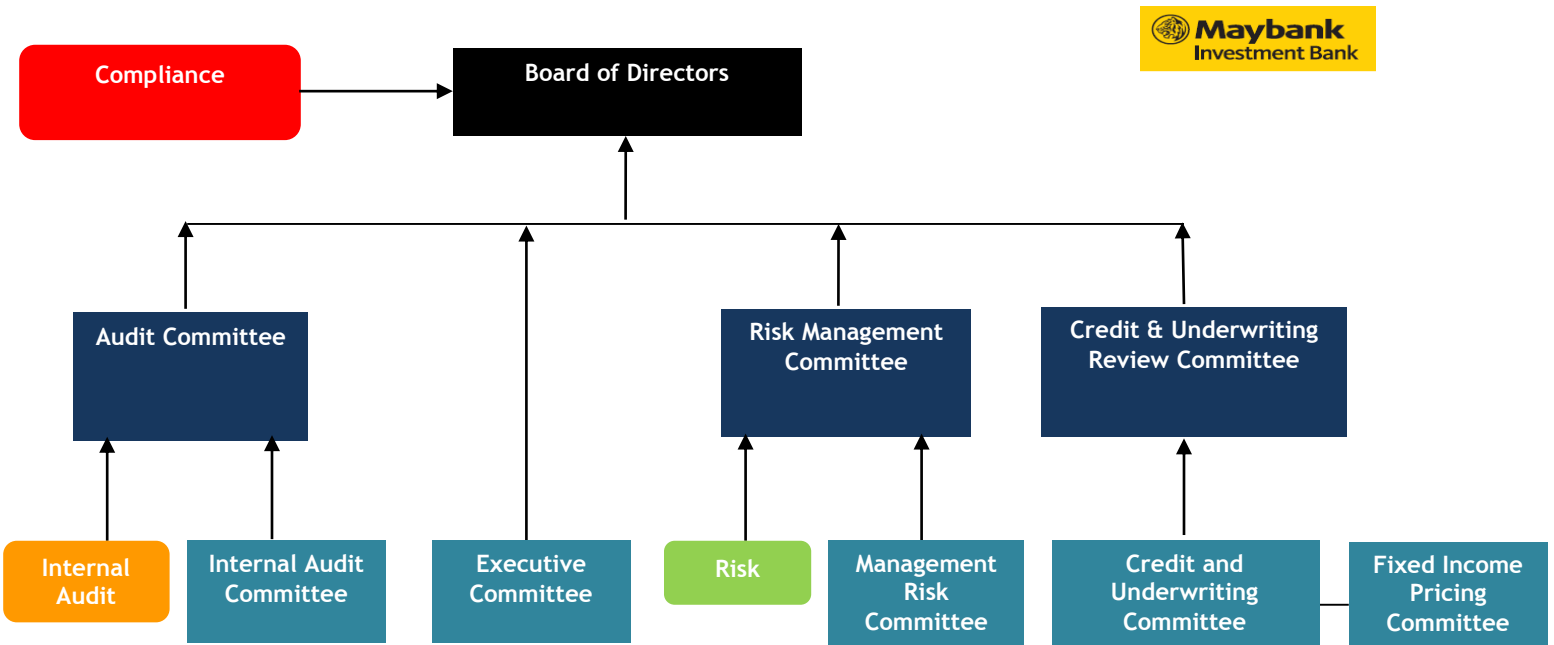 Maybank
Investment Bank
Compliance
Board of Directors
Audit Committee
Risk Management
Committee
Credit & Underwriting
Review Committee
Internal
Audit
Internal Audit
Committee
Executive
Committee
Risk
Management
Risk
Committee
Credit and
Underwriting
Committee
Fixed Income
Pricing
Committee